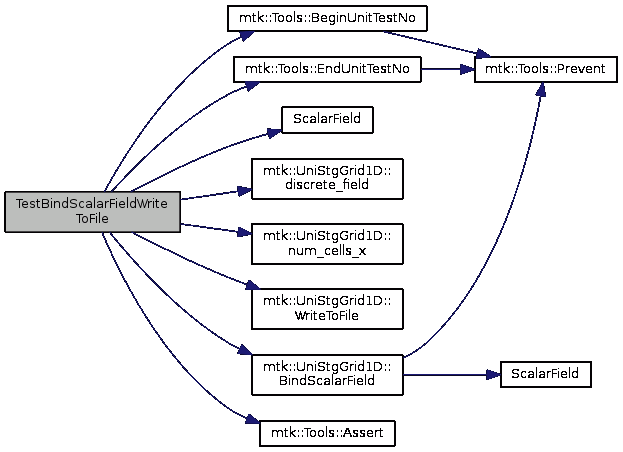 mtk::Tools::BeginUnitTestNo
mtk::Tools::EndUnitTestNo
mtk::Tools::Prevent
ScalarField
mtk::UniStgGrid1D::
discrete_field
TestBindScalarFieldWrite
ToFile
mtk::UniStgGrid1D::
num_cells_x
mtk::UniStgGrid1D::
WriteToFile
mtk::UniStgGrid1D::
BindScalarField
ScalarField
mtk::Tools::Assert